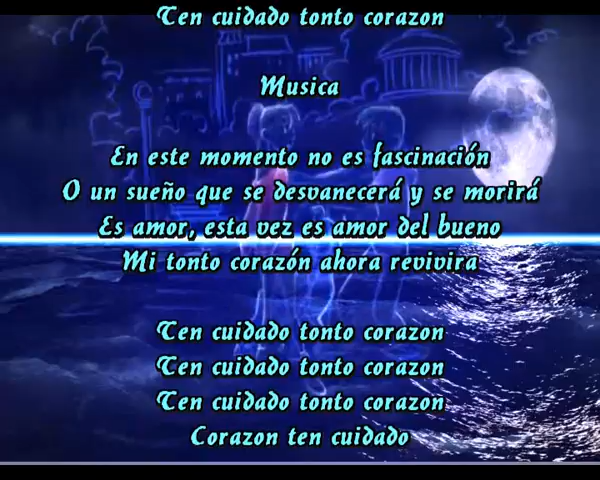 Ten cuidado tonto corazon
Musica
En este momento no es fascinación
O un sueño que se desvanecerá y se morirá
Es amor, esta vez es amor del bueno
Mi tonto corazón ahora revivira
Ten cuidado tonto corazon
Ten cuidado tonto corazon
Ten cuidado tonto corazon
Corazon ten cuidado